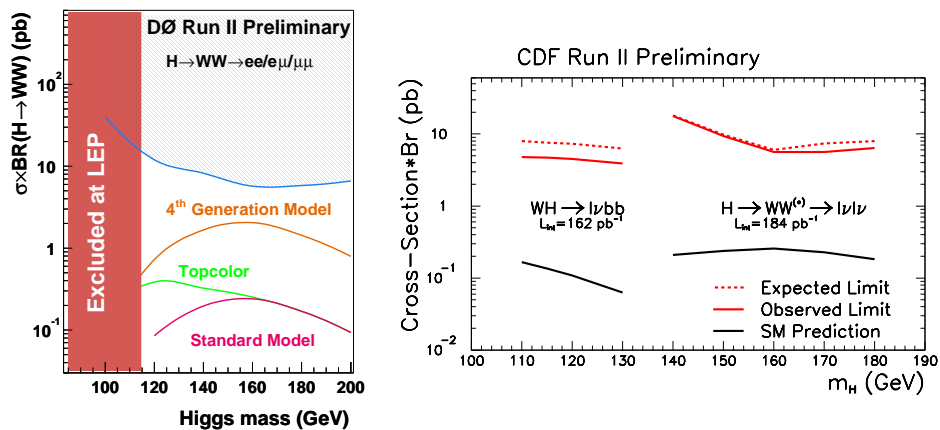 DØ Run II Preliminary
H→WW→ee/eμ/μμ
σ×BR(H→WW) (pb)
10²
10
1
10⁻¹
Excluded at LEP
4th Generation Model
Topcolor
Standard Model
100 120 140 160 180 200
Higgs mass (GeV)
CDF Run II Preliminary
Cross-Section*Br (pb)
10
1
10⁻¹
10⁻²
WH → lνbb
L_int=162 pb⁻¹
H → WW(*) → lνlν
L_int=184 pb⁻¹
Expected Limit
Observed Limit
SM Prediction
100 110 120 130 140 150 160 170 180 190
m_H (GeV)